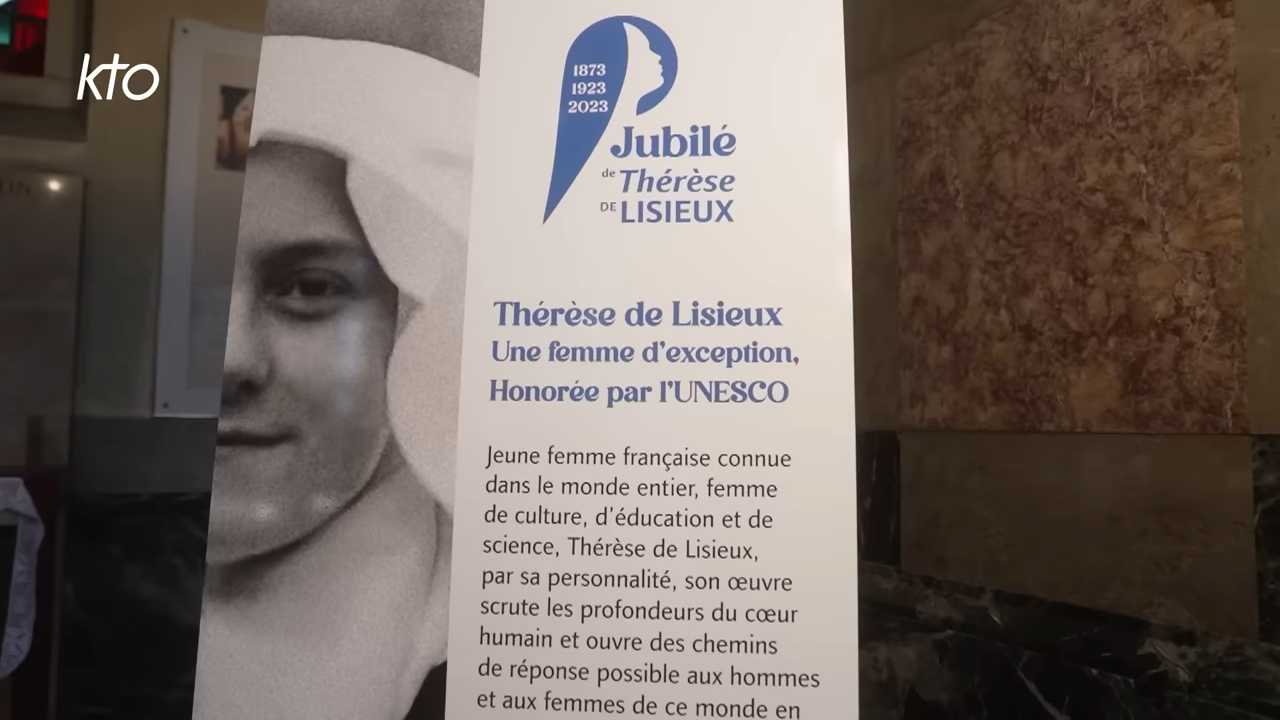 kto
1873
1923
2023
Jubilé
de Thérèse
DE LISIEUX
Thérèse de Lisieux
Une femme d'exception,
Honorée par l'UNESCO
Jeune femme française connue
dans le monde entier, femme
de culture, d'éducation et de
science, Thérèse de Lisieux,
par sa personnalité, son œuvre
scrute les profondeurs du cœur
humain et ouvre des chemins
de réponse possible aux hommes
et aux femmes de ce monde en